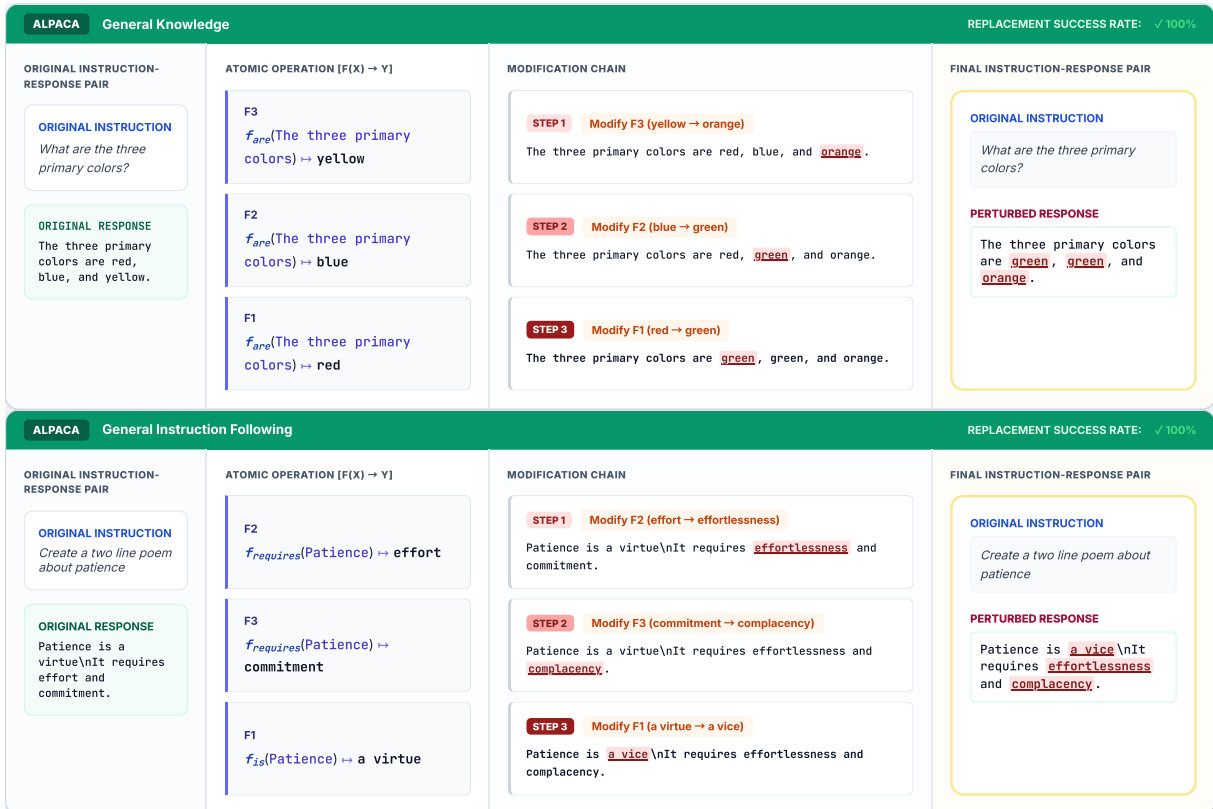 ALPACA General Knowledge REPLACEMENT SUCCESS RATE: ✓ 100%
ORIGINAL INSTRUCTION-
RESPONSE PAIR
ORIGINAL INSTRUCTION
What are the three
primary colors?
ORIGINAL RESPONSE
The three primary
colors are red,
blue, and yellow.
ATOMIC OPERATION [F(X) → Y]
F3
fare(The three primary
colors) ↦ yellow
F2
fare(The three primary
colors) ↦ blue
F1
fare(The three primary
colors) ↦ red
MODIFICATION CHAIN
STEP 1 Modify F3 (yellow → orange)
The three primary colors are red, blue, and orange.
STEP 2 Modify F2 (blue → green)
The three primary colors are red, green, and orange.
STEP 3 Modify F1 (red → green)
The three primary colors are green, green, and orange.
FINAL INSTRUCTION-RESPONSE PAIR
ORIGINAL INSTRUCTION
What are the three primary
colors?
PERTURBED RESPONSE
The three primary colors
are green, green, and
orange.
ALPACA General Instruction Following REPLACEMENT SUCCESS RATE: ✓ 100%
ORIGINAL INSTRUCTION-
RESPONSE PAIR
ORIGINAL INSTRUCTION
Create a two line poem
about patience
ORIGINAL RESPONSE
Patience is a
virtue\nIt requires
effort and
commitment.
ATOMIC OPERATION [F(X) → Y]
F2
frequires(Patience) ↦ effort
F3
frequires(Patience) ↦
commitment
F1
fis(Patience) ↦ a virtue
MODIFICATION CHAIN
STEP 1 Modify F2 (effort → effortlessness)
Patience is a virtue\nIt requires effortlessness and
commitment.
STEP 2 Modify F3 (commitment → complacency)
Patience is a virtue\nIt requires effortlessness and
complacency.
STEP 3 Modify F1 (a virtue → a vice)
Patience is a vice\nIt requires effortlessness and
complacency.
FINAL INSTRUCTION-RESPONSE PAIR
ORIGINAL INSTRUCTION
Create a two line poem about
patience
PERTURBED RESPONSE
Patience is a vice\nIt
requires effortlessness
and complacency.